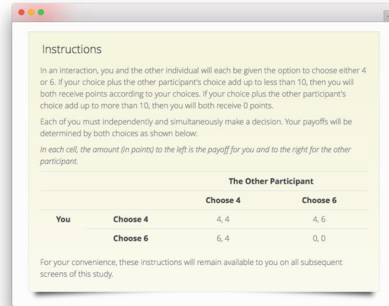 Instructions
In an interaction, you and the other individual will each be given the option to choose either 4
or 6. If your choice plus the other participant's choice add up to less than 10, then you will
both receive points according to your choices. If your choice plus the other participant's
choice add up to more than 10, then you will both receive 0 points.
Each of you must independently and simultaneously make a decision. Your payoffs will be
determined by both choices as shown below:
In each cell, the amount (in points) to the left is the payoff for you and to the right for the other
participant.
The Other Participant
Choose 4 Choose 6
You Choose 4 4, 4 4, 6
Choose 6 6, 4 0, 0
For your convenience, these instructions will remain available to you on all subsequent
screens of this study.